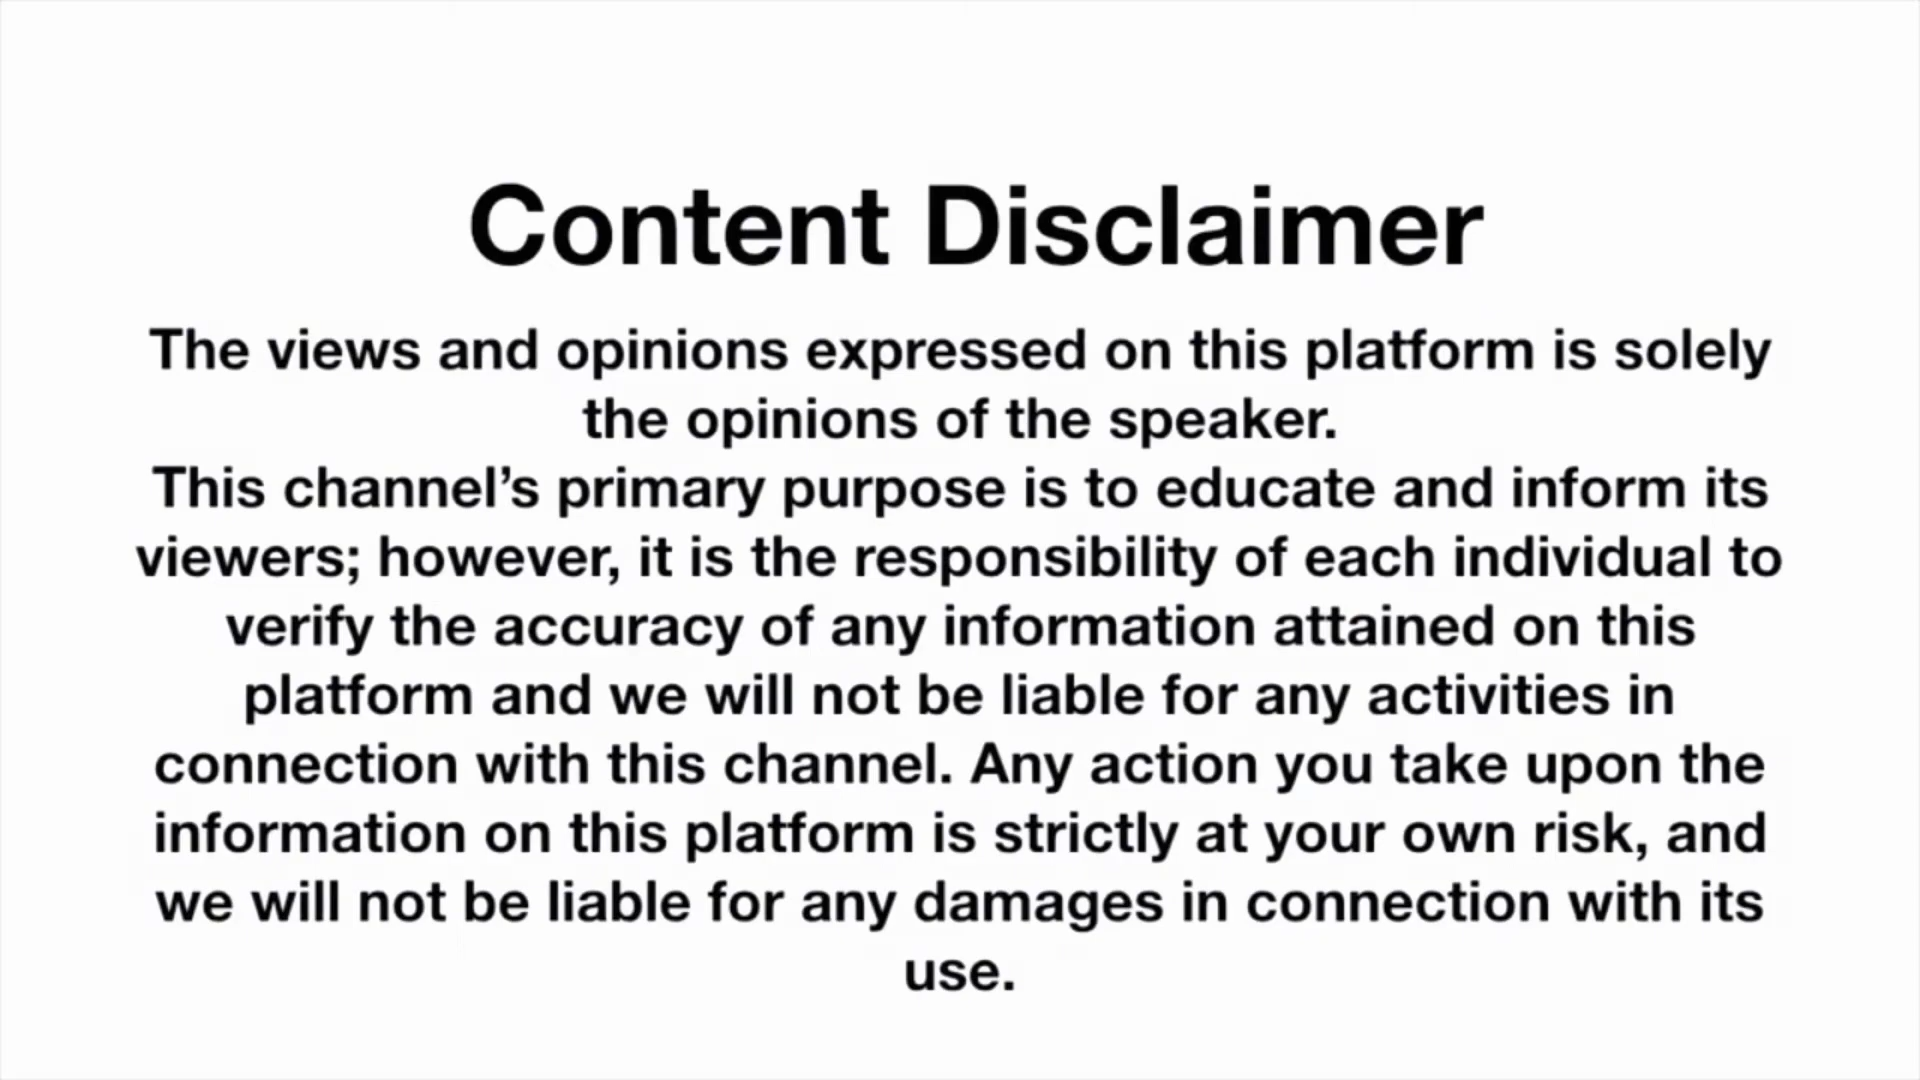 Content Disclaimer
The views and opinions expressed on this platform is solely
the opinions of the speaker.
This channel’s primary purpose is to educate and inform its
viewers; however, it is the responsibility of each individual to
verify the accuracy of any information attained on this
platform and we will not be liable for any activities in
connection with this channel. Any action you take upon the
information on this platform is strictly at your own risk, and
we will not be liable for any damages in connection with its
use.